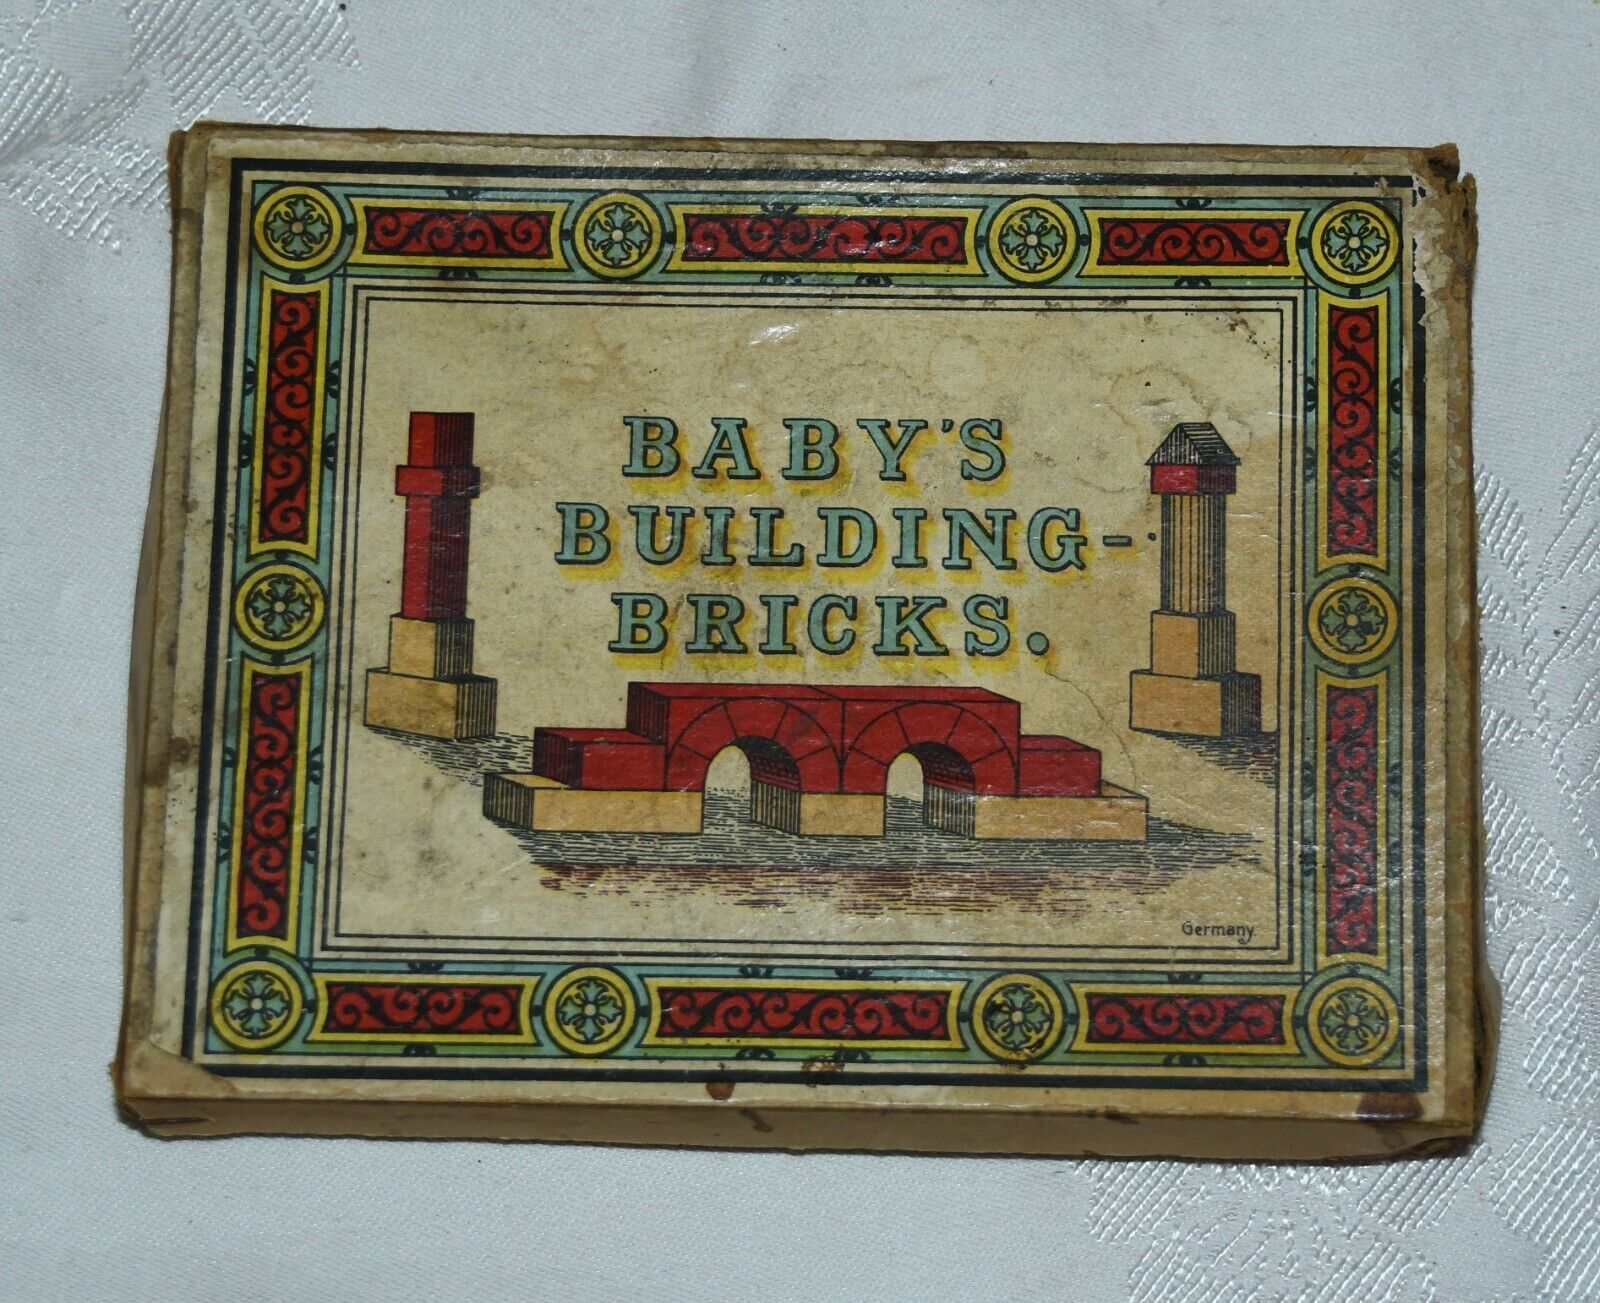 BABY'S
BUILDING-
BRICKS.
Germany.